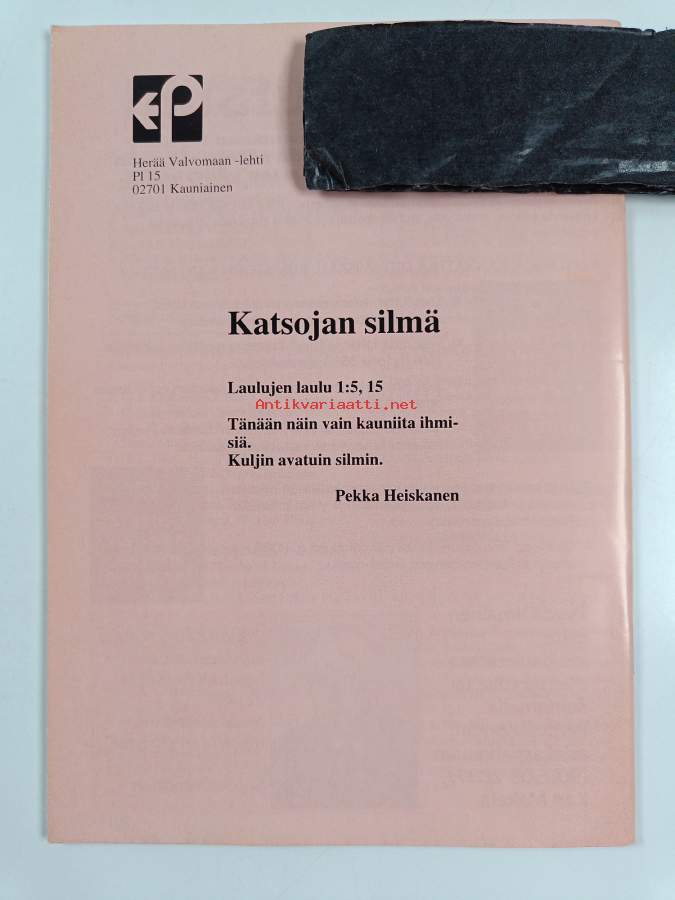 Herää Valvomaan -lehti
Pl 15
02701 Kauniainen
Katsojan silmä
Laulujen laulu 1:5, 15
Antikvariaatti.net
Tänään näin vain kauniita ihmi-
siä.
Kuljin avatuin silmin.
Pekka Heiskanen